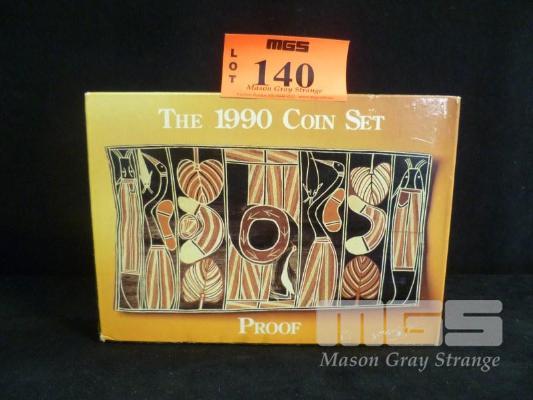 MGS
LOT
140
Mason Gray Strange
THE 1990 COIN SET
PROOF
MGS
Mason Gray Strange